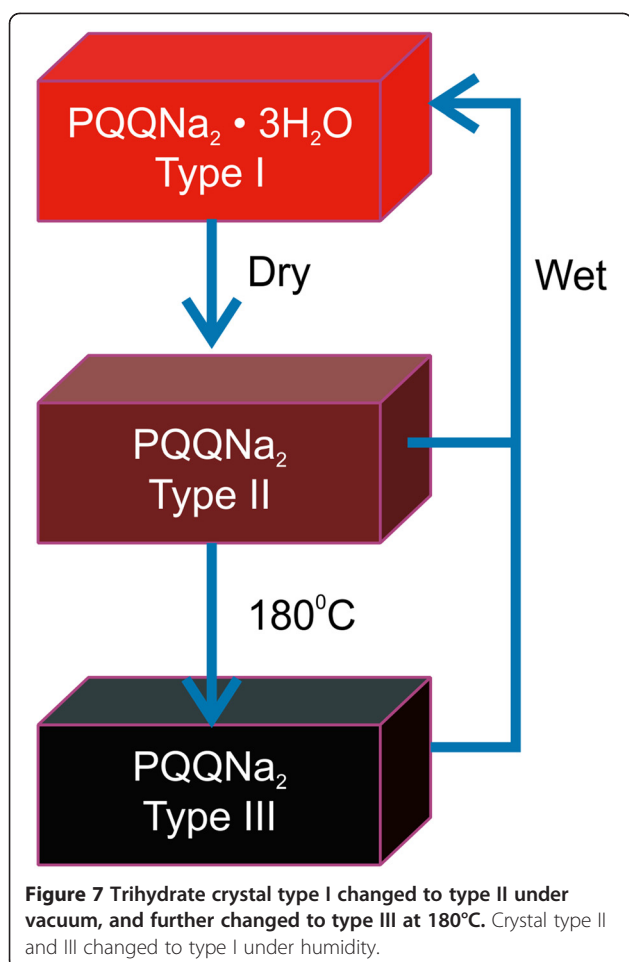 PQQNa₂ • 3H₂O
Type I
Dry
Wet
PQQNa₂
Type II
180⁰C
PQQNa₂
Type III
Figure 7 Trihydrate crystal type I changed to type II under
vacuum, and further changed to type III at 180°C. Crystal type II
and III changed to type I under humidity.